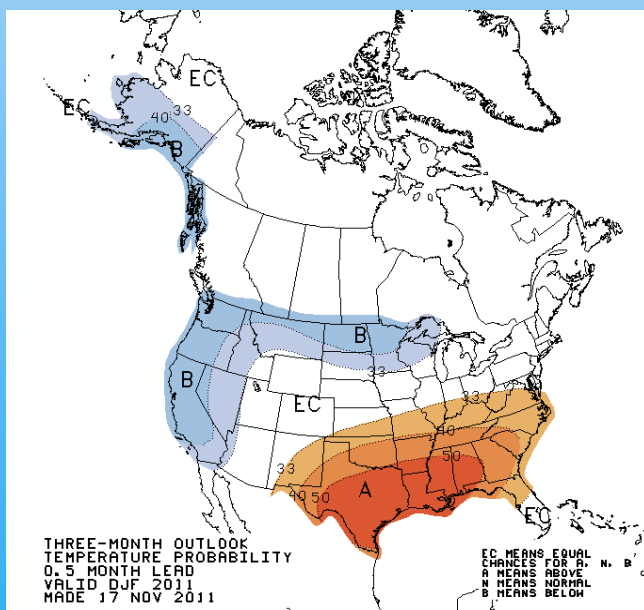 EC
EC
40
33
B
B
33
B
EC
33
40
50
33
40
50
A
EC
THREE-MONTH OUTLOOK
TEMPERATURE PROBABILITY
0.5 MONTH LEAD
VALID DJF 2011
MADE 17 NOV 2011
EC MEANS EQUAL
CHANCES FOR A, N, B
A MEANS ABOVE
N MEANS NORMAL
B MEANS BELOW